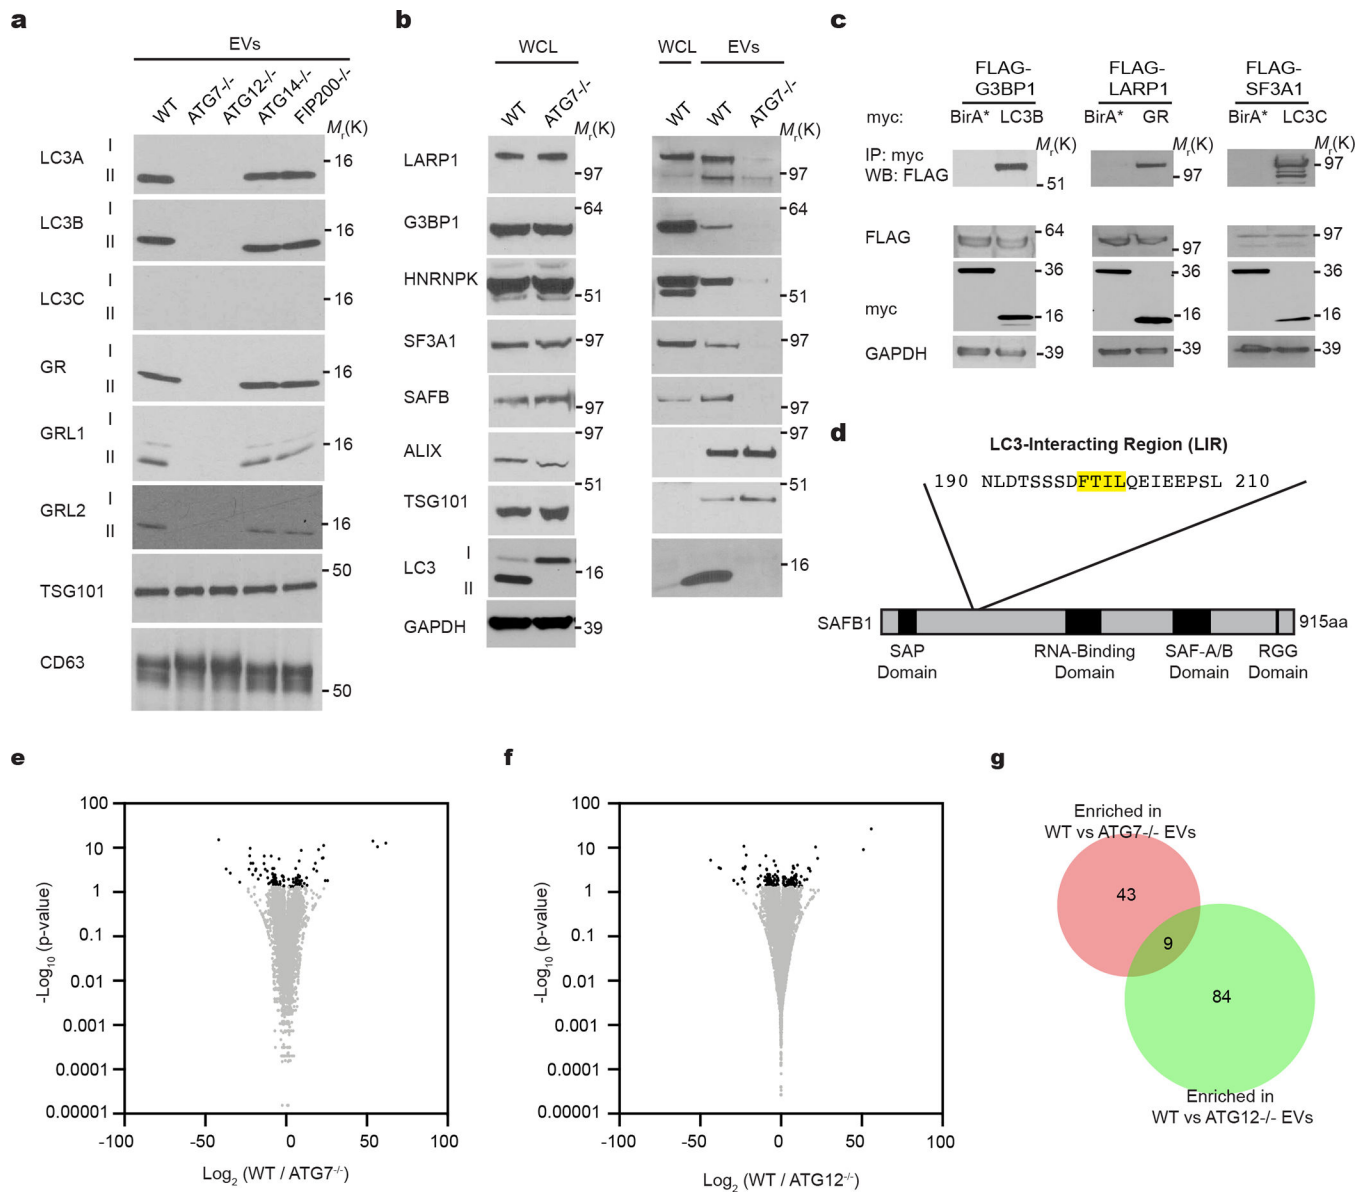 a
EVs
WT ATG7-/- ATG12-/- ATG14-/- FIP200-/-
Mr(K)
LC3A I II 16
LC3B I II 16
LC3C I II 16
GR I II 16
GRL1 I II 16
GRL2 I II 16
TSG101 50
CD63 50
b
WCL WCL EVs
WT ATG7-/- Mr(K) WT WT ATG7-/- Mr(K)
LARP1 97 97
G3BP1 64 64
HNRNPK 51 51
SF3A1 97 97
SAFB 97 97
ALIX 97 97
TSG101 51 51
LC3 I II 16 16
GAPDH 39
c
FLAG-G3BP1 FLAG-LARP1 FLAG-SF3A1
myc: BirA* LC3B BirA* GR BirA* LC3C
Mr(K) Mr(K) Mr(K)
IP: myc
WB: FLAG 51 97 97
FLAG 64 97 97
36 36 36
myc 16 16 16
GAPDH 39 39 39
d
LC3-Interacting Region (LIR)
190 NLDTSSSDFTILQEIEEPSL 210
SAFB1 915aa
SAP Domain
RNA-Binding Domain
SAF-A/B Domain
RGG Domain
e
-Log10 (p-value)
100
10
1
0.1
0.01
0.001
0.0001
0.00001
-100 -50 0 50 100
Log2 (WT / ATG7-/-)
f
-Log10 (p-value)
100
10
1
0.1
0.01
0.001
0.0001
0.00001
-100 -50 0 50 100
Log2 (WT / ATG12-/-)
g
Enriched in
WT vs ATG7-/- EVs
43
9
84
Enriched in
WT vs ATG12-/- EVs